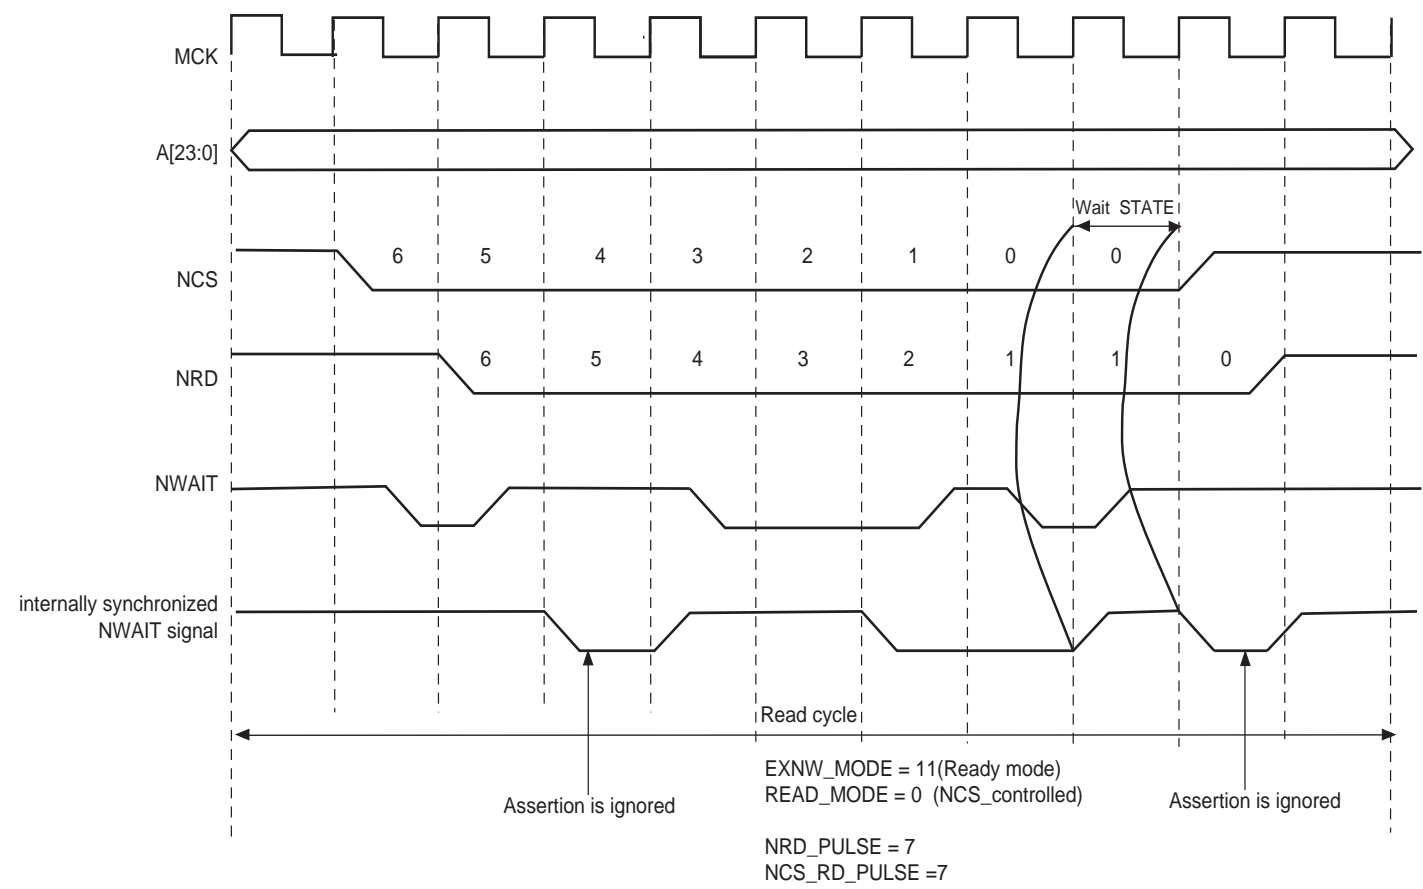 MCK
A[23:0]
Wait STATE
NCS
6 5 4 3 2 1 0 0
NRD
6 5 4 3 2 1 1 0
NWAIT
internally synchronized
NWAIT signal
Read cycle
Assertion is ignored
EXNW_MODE = 11(Ready mode)
READ_MODE = 0 (NCS_controlled)
Assertion is ignored
NRD_PULSE = 7
NCS_RD_PULSE =7